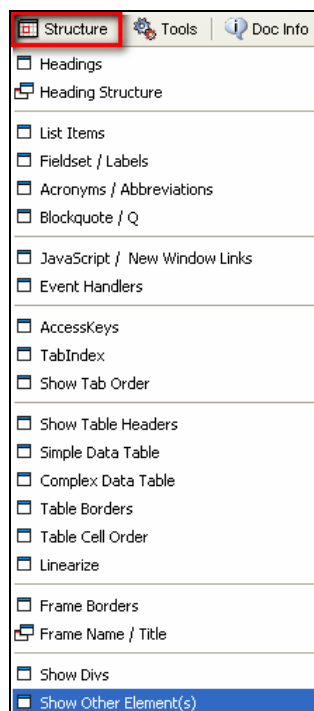 Structure Tools Doc Info
Headings
Heading Structure
List Items
Fieldset / Labels
Acronyms / Abbreviations
Blockquote / Q
JavaScript / New Window Links
Event Handlers
AccessKeys
TabIndex
Show Tab Order
Show Table Headers
Simple Data Table
Complex Data Table
Table Borders
Table Cell Order
Linearize
Frame Borders
Frame Name / Title
Show Divs
Show Other Element(s)